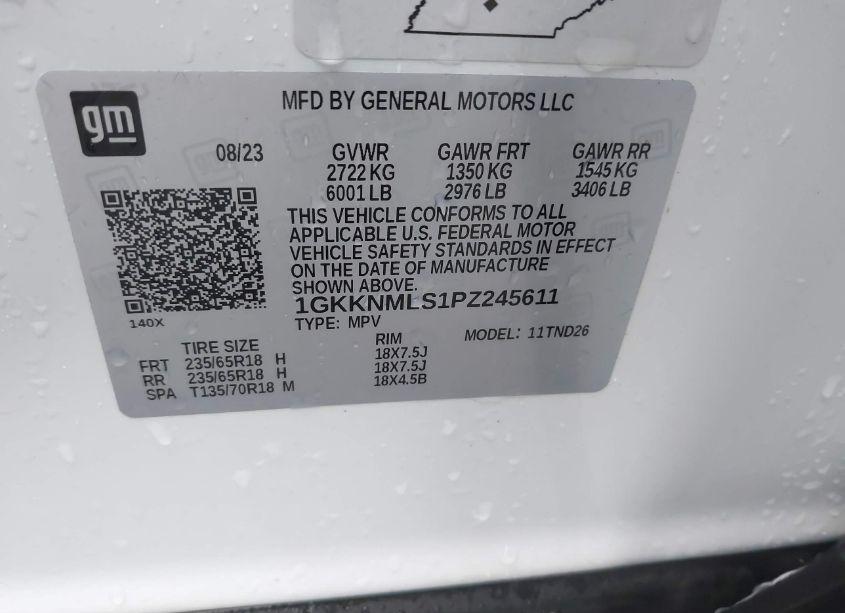 gm
MFD BY GENERAL MOTORS LLC
08/23 GVWR GAWR FRT GAWR RR
2722 KG 1350 KG 1545 KG
6001 LB 2976 LB 3406 LB
THIS VEHICLE CONFORMS TO ALL
APPLICABLE U.S. FEDERAL MOTOR
VEHICLE SAFETY STANDARDS IN EFFECT
ON THE DATE OF MANUFACTURE
SHOWN ABOVE.
1GKKNMLS1PZ245611
140X
TYPE: MPV MODEL: 11TND26
TIRE SIZE RIM
FRT 235/65R18 H 18X7.5J
RR 235/65R18 H 18X7.5J
SPA T135/70R18 M 18X4.5B